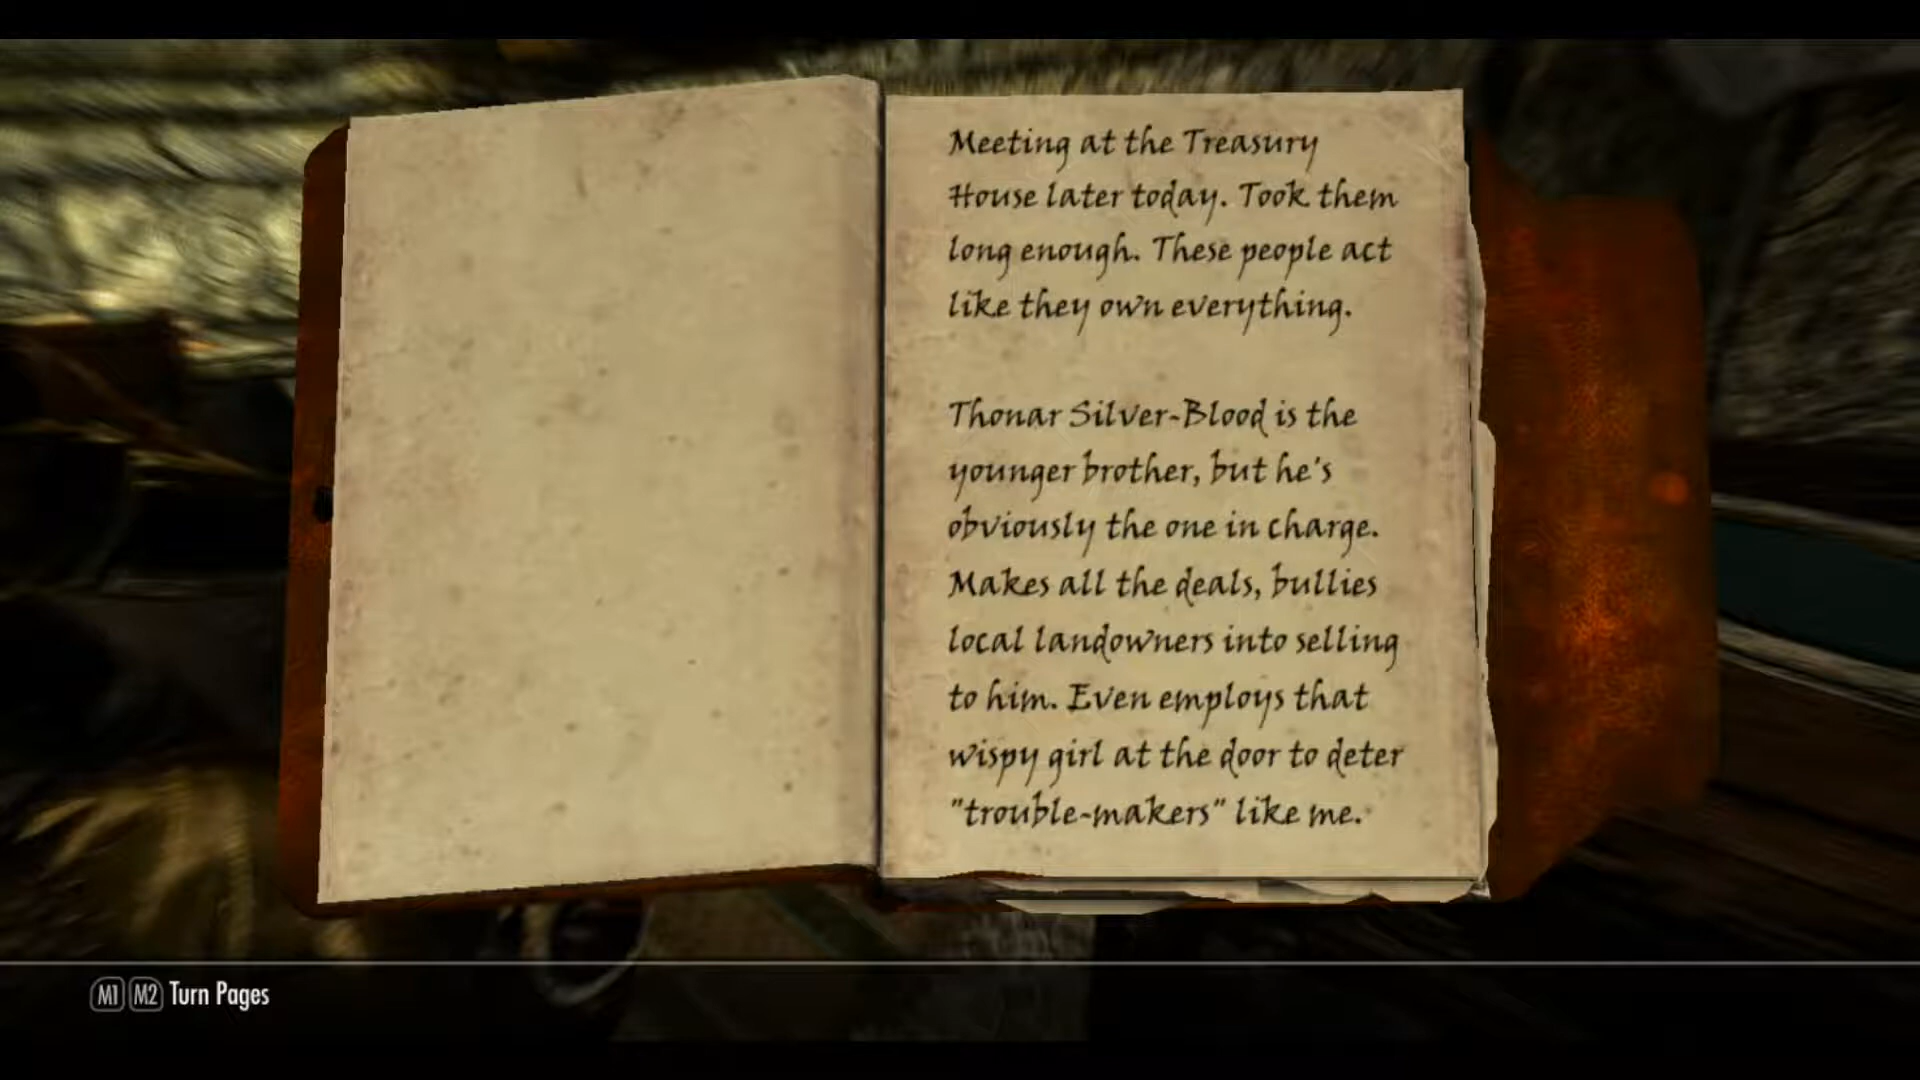 Meeting at the Treasury
House later today. Took them
long enough. These people act
like they own everything.
Thonar Silver-Blood is the
younger brother, but he's
obviously the one in charge.
Makes all the deals, bullies
local landowners into selling
to him. Even employs that
wispy girl at the door to deter
"trouble-makers" like me.
M1 M2 Turn Pages